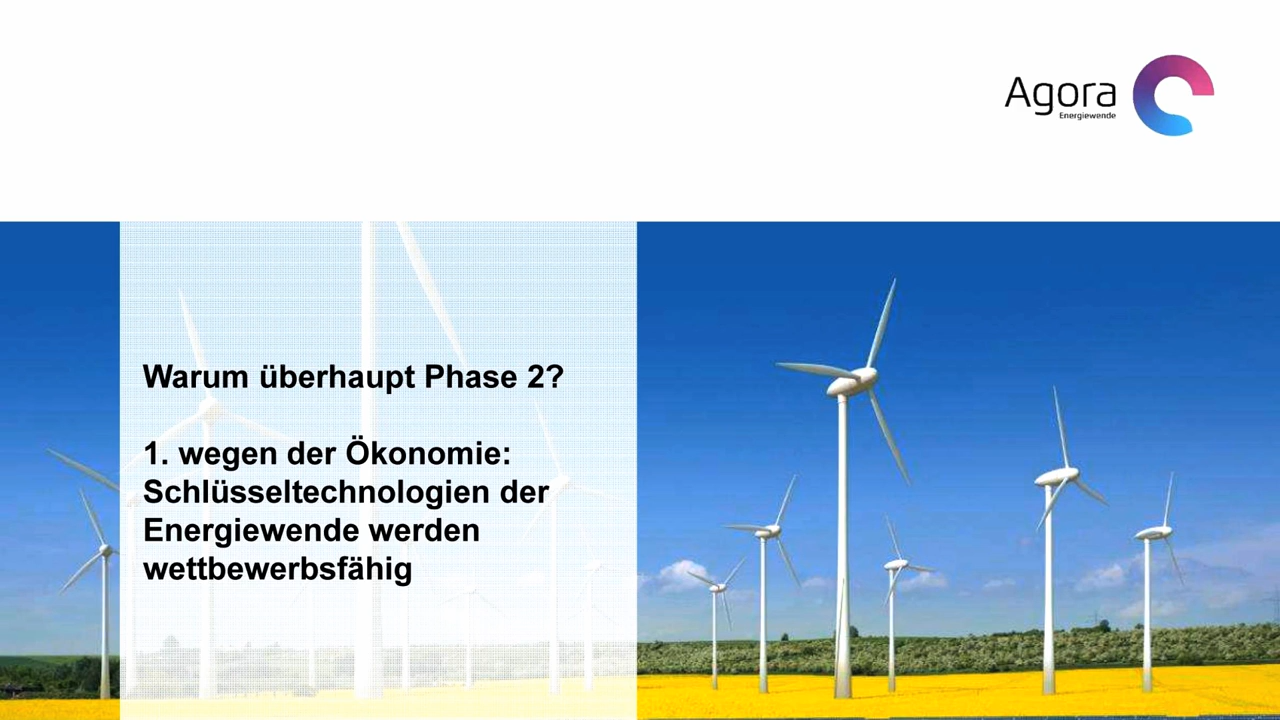 Agora
Energiewende
Warum überhaupt Phase 2?
1. wegen der Ökonomie:
Schlüsseltechnologien der
Energiewende werden
wettbewerbsfähig